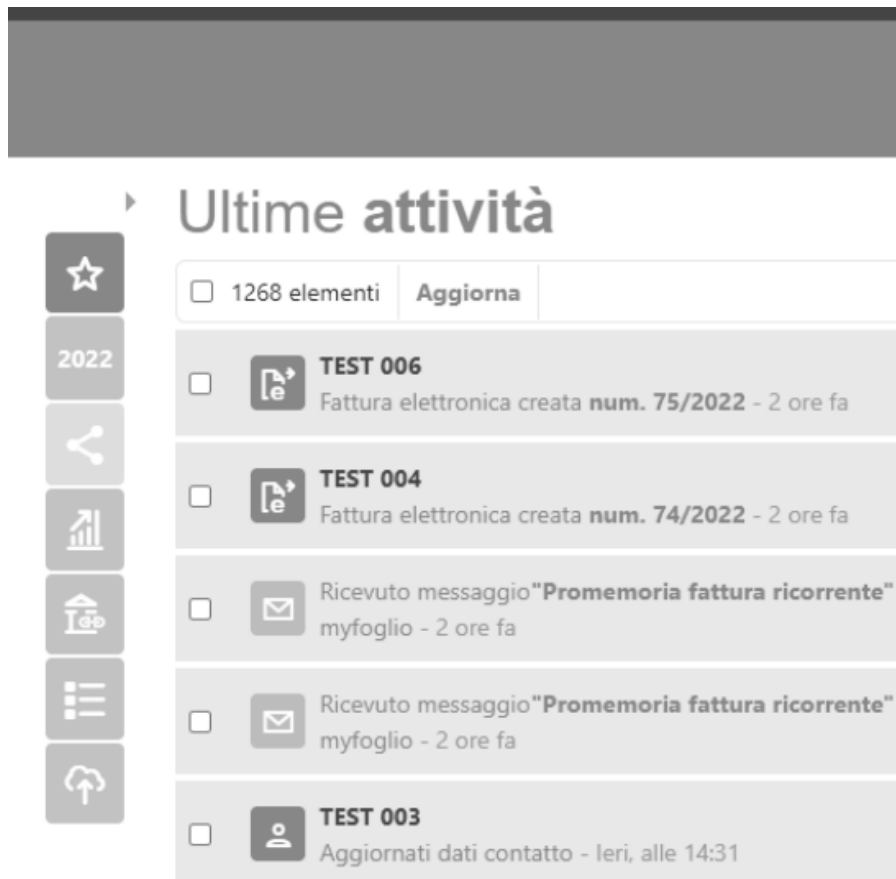 Ultime attività
1268 elementi Aggiorna
2022
TEST 006
Fattura elettronica creata num. 75/2022 - 2 ore fa
TEST 004
Fattura elettronica creata num. 74/2022 - 2 ore fa
Ricevuto messaggio"Promemoria fattura ricorrente"
myfoglio - 2 ore fa
Ricevuto messaggio"Promemoria fattura ricorrente"
myfoglio - 2 ore fa
TEST 003
Aggiornati dati contatto - Ieri, alle 14:31